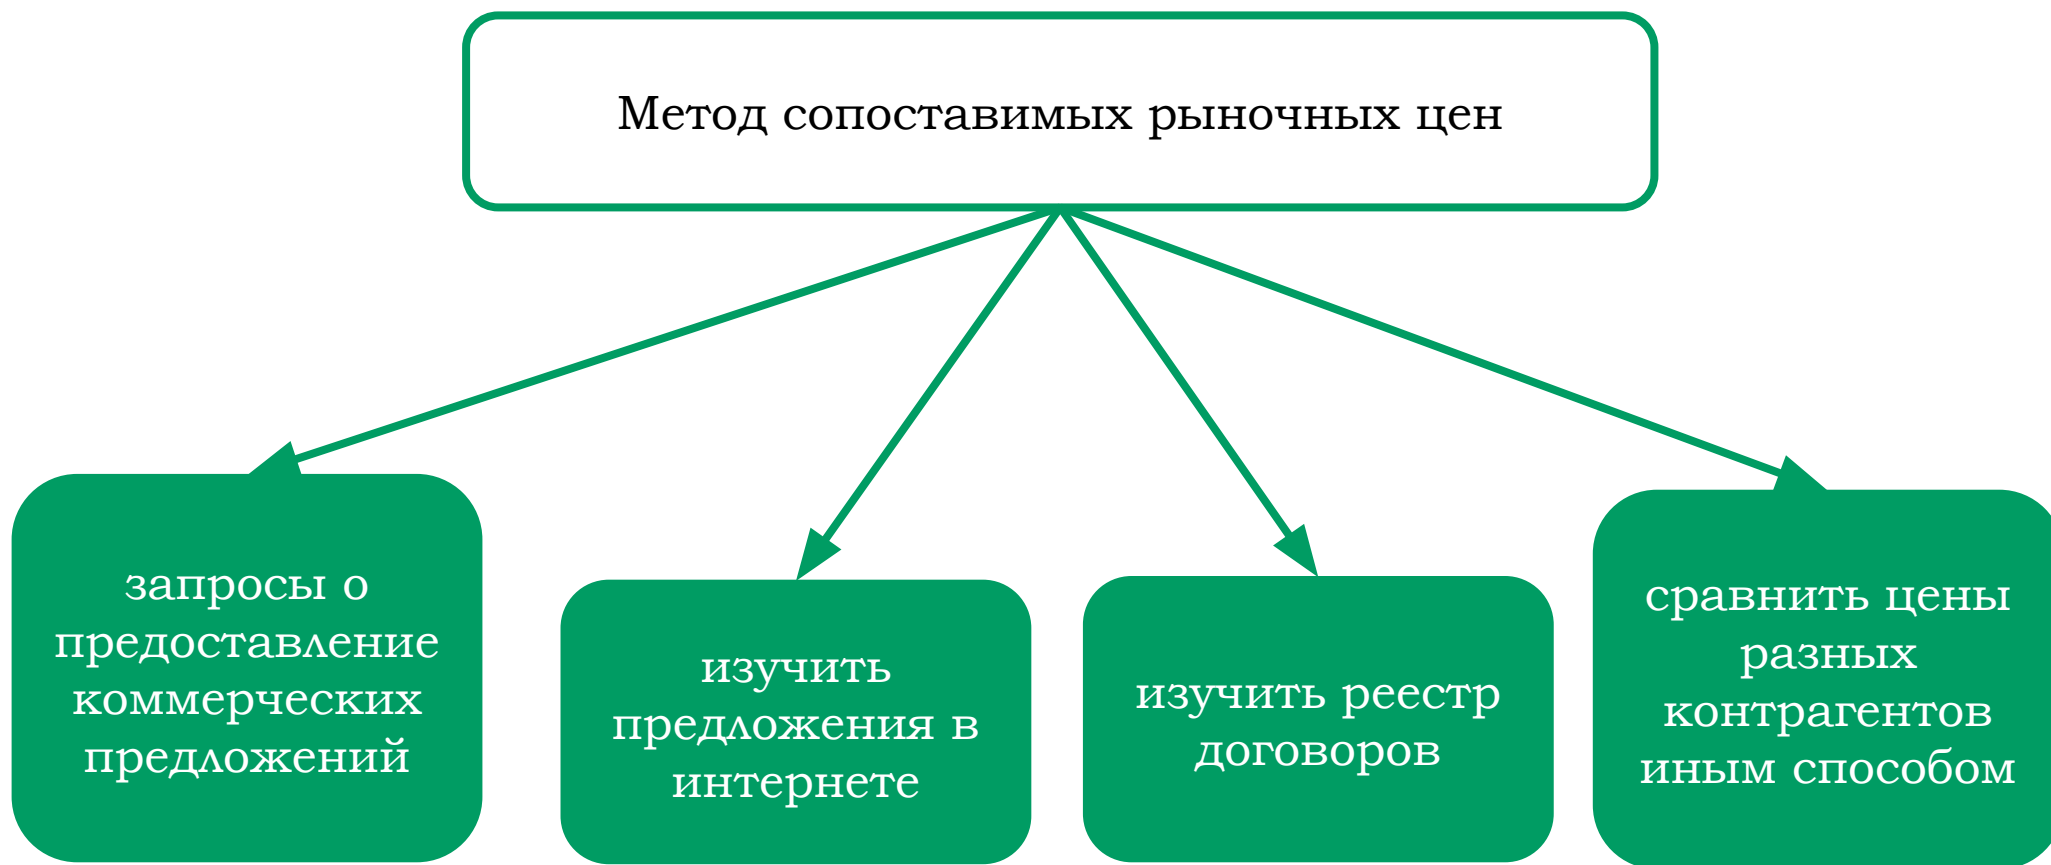 Метод сопоставимых рыночных цен
запросы о
предоставление
коммерческих
предложений
изучить
предложения в
интернете
изучить реестр
договоров
сравнить цены
разных
контрагентов
иным способом